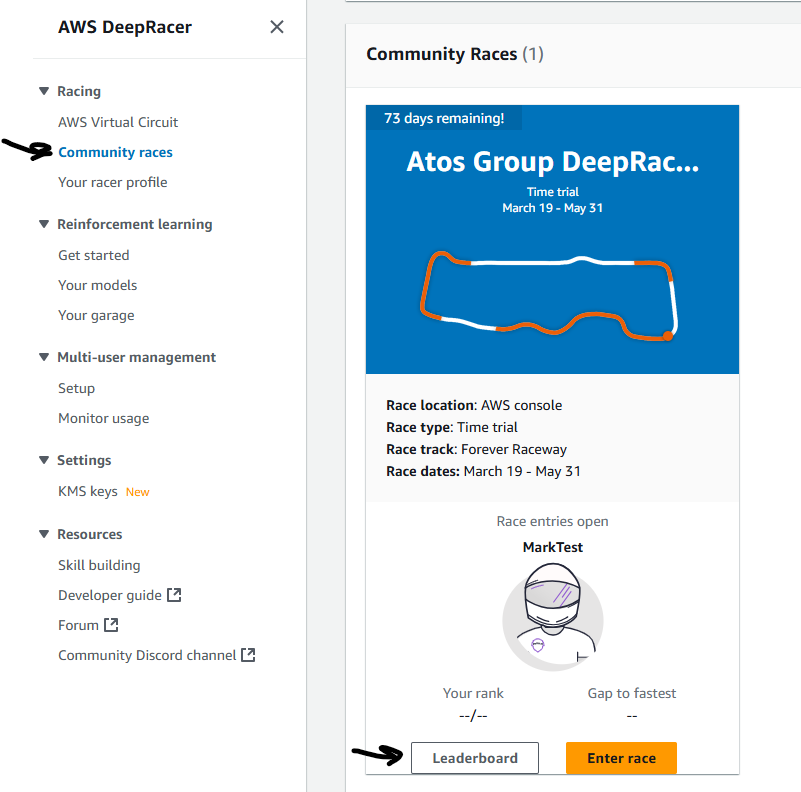 AWS DeepRacer
Racing
AWS Virtual Circuit
Community races
Your racer profile
Reinforcement learning
Get started
Your models
Your garage
Multi-user management
Setup
Monitor usage
Settings
KMS keys New
Resources
Skill building
Developer guide
Forum
Community Discord channel
Community Races (1)
73 days remaining!
Atos Group DeepRac...
Time trial
March 19 - May 31
Race location: AWS console
Race type: Time trial
Race track: Forever Raceway
Race dates: March 19 - May 31
Race entries open
MarkTest
Your rank
--/--
Gap to fastest
--
Leaderboard
Enter race